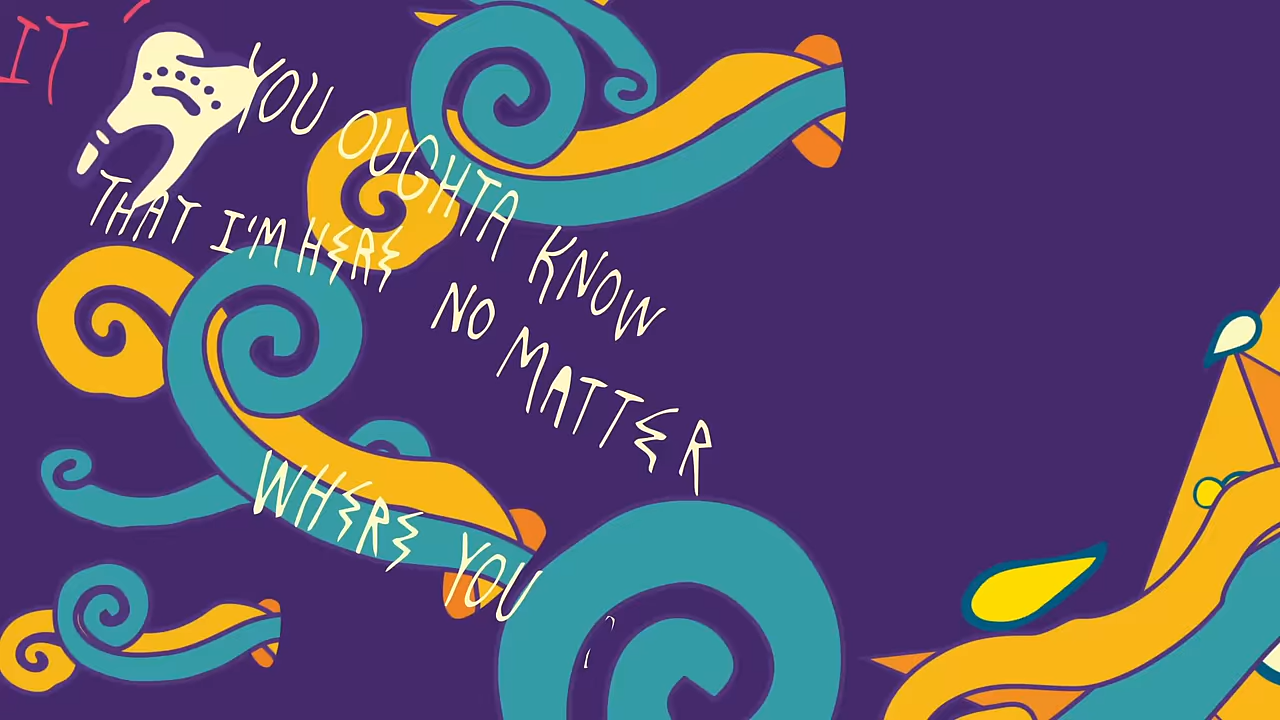 IT
YOU OUGHTA KNOW
THAT I'M HERE
NO MATTER
WHERE YOU